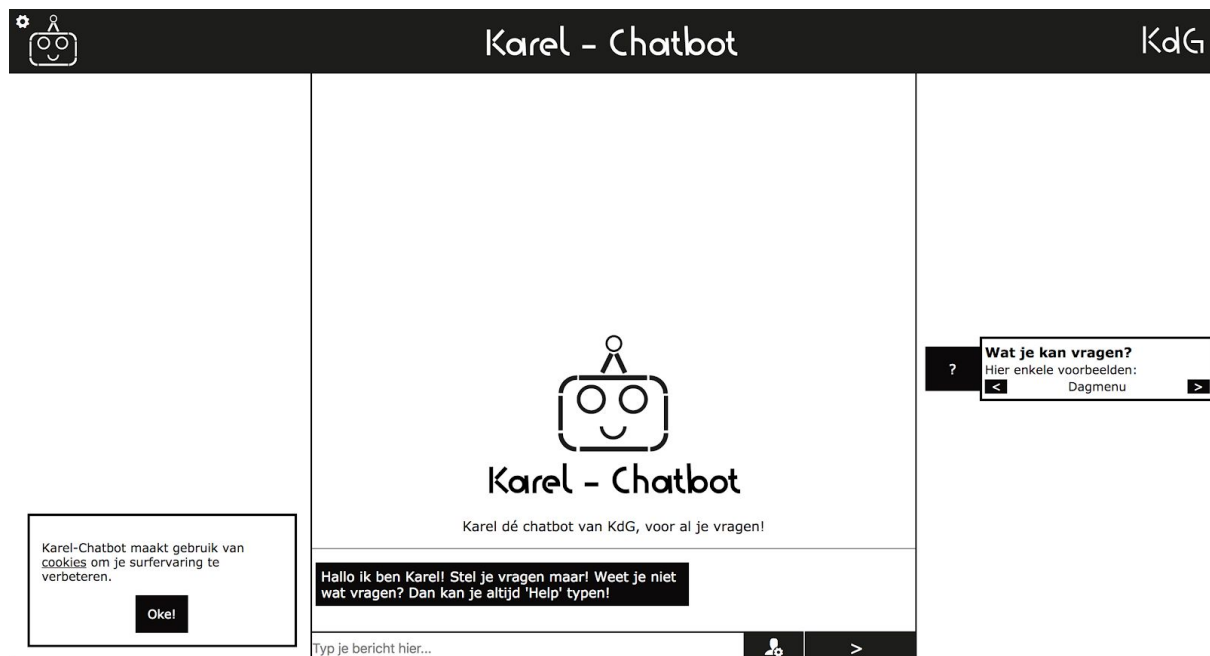 Karel - Chatbot
KdG
?
Wat je kan vragen?
Hier enkele voorbeelden:
< Dagmenu >
Karel - Chatbot
Karel dé chatbot van KdG, voor al je vragen!
Karel-Chatbot maakt gebruik van
cookies om je surfervaring te
verbeteren.
Oke!
Hallo ik ben Karel! Stel je vragen maar! Weet je niet
wat vragen? Dan kan je altijd 'Help' typen!
Typ je bericht hier...
>